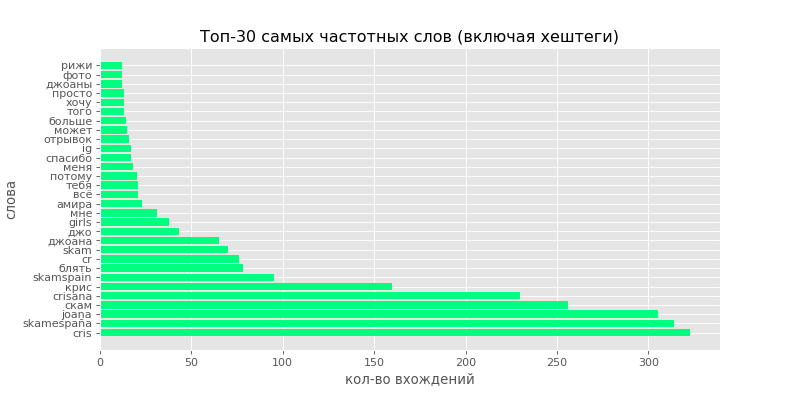 Топ-30 самых частотных слов (включая хештеги)
рижи
фото
джоаны
просто
хочу
того
больше
может
отрывок
ig
спасибо
меня
потому
тебя
всё
амира
мне
girls
джо
джоана
skam
cr
блять
skamspain
крис
crisana
скам
joana
skamespaña
cris
слова
0 50 100 150 200 250 300
кол-во вхождений